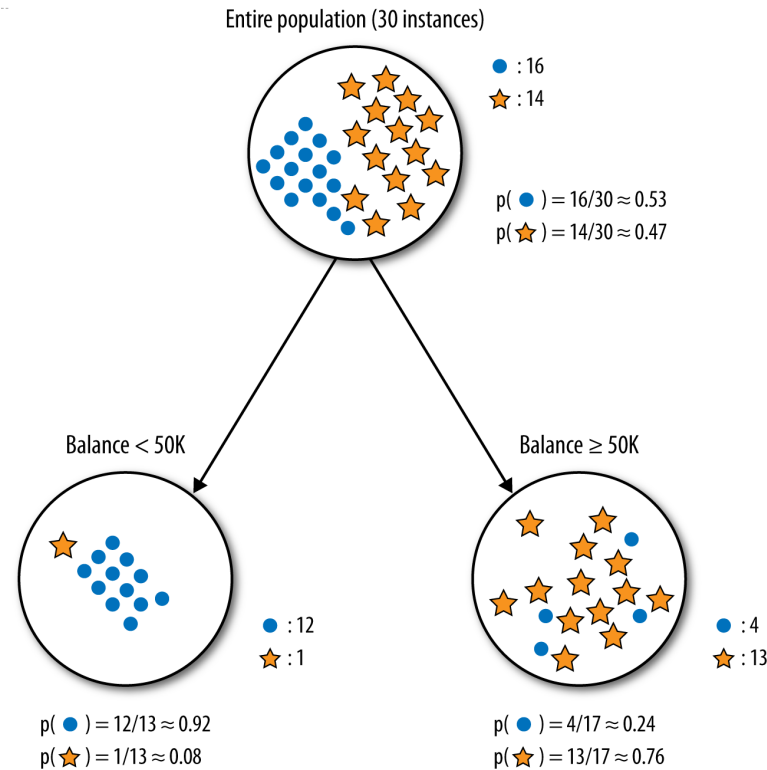 Entire population (30 instances)
: 16
: 14
p( ) = 16/30 ≈ 0.53
p( ) = 14/30 ≈ 0.47
Balance < 50K
Balance ≥ 50K
: 12
: 1
: 4
: 13
p( ) = 12/13 ≈ 0.92
p( ) = 1/13 ≈ 0.08
p( ) = 4/17 ≈ 0.24
p( ) = 13/17 ≈ 0.76